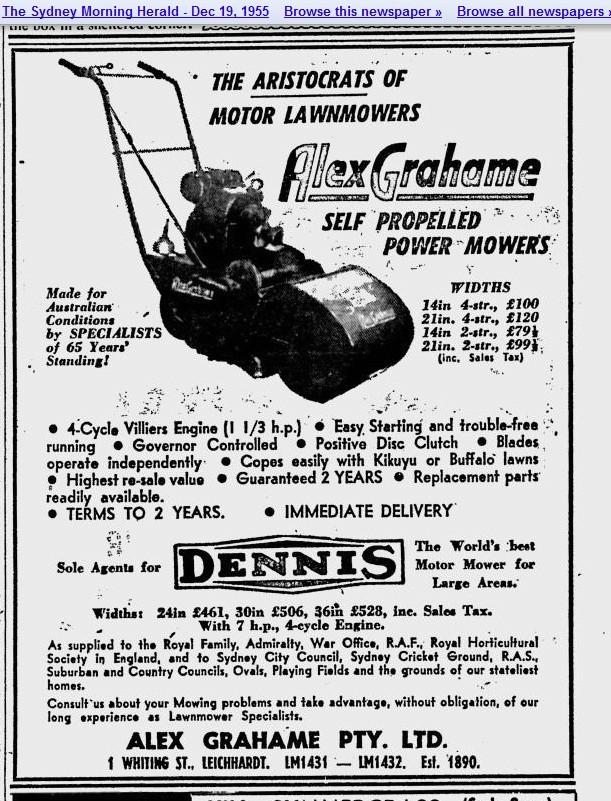 The Sydney Morning Herald - Dec 19, 1955 Browse this newspaper » Browse all newspapers »
the box in a sheltered corner.
THE ARISTOCRATS OF
MOTOR LAWNMOWERS
Alex Grahame
SELF PROPELLED
POWER MOWERS
Made for
Australian
Conditions
by SPECIALISTS
of 65 Years'
Standing!
WIDTHS
14in 4-str., £100
21in. 4-str., £120
14in 2-str., £79½
21in. 2-str., £99½
(inc. Sales Tax)
● 4-Cycle Villiers Engine (1 1/3 h.p.) ● Easy Starting and trouble-free
running ● Governor Controlled ● Positive Disc Clutch ● Blades
operate independently ● Copes easily with Kikuyu or Buffalo lawns
● Highest re-sale value ● Guaranteed 2 YEARS ● Replacement parts
readily available.
● TERMS TO 2 YEARS. ● IMMEDIATE DELIVERY
Sole Agents for
DENNIS
The World's best
Motor Mower for
Large Areas.
Widths: 24in £461, 30in £506, 36in £528, inc. Sales Tax.
With 7 h.p., 4-cycle Engine.
As supplied to the Royal Family, Admiralty, War Office, R.A.F., Royal Horticultural
Society in England, and to Sydney City Council, Sydney Cricket Ground, R.A.S.,
Suburban and Country Councils, Ovals, Playing Fields and the grounds of our stateliest
homes.
Consult us about your Mowing problems and take advantage, without obligation, of our
long experience as Lawnmower Specialists.
ALEX GRAHAME PTY. LTD.
1 WHITING ST., LEICHHARDT. LM1431 — LM1432. Est. 1890.